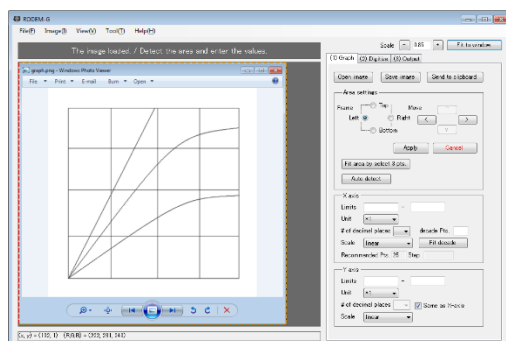 RODEM-G
File(F) Image(I) View(V) Tool(T) Help(H)
The image loaded. / Detect the area and enter the values.
Scale - 0.85 + Fit to window
(1) Graph (2) Digitize (3) Output
graph.png - Windows Photo Viewer
File Print E-mail Burn Open
Open image Save image Send to clipboard
Area settings
Frame Top Move
Left Right < >
Bottom
Apply Cancel
Fit area by select 3 pts.
Auto detect
X axis
Limits -
Unit
# of decimal places decade Pts.
Scale linear Fit decade
Recommended Pts. 25 Step
Y axis
Limits -
Unit
# of decimal places Same as X-axis
Scale linear